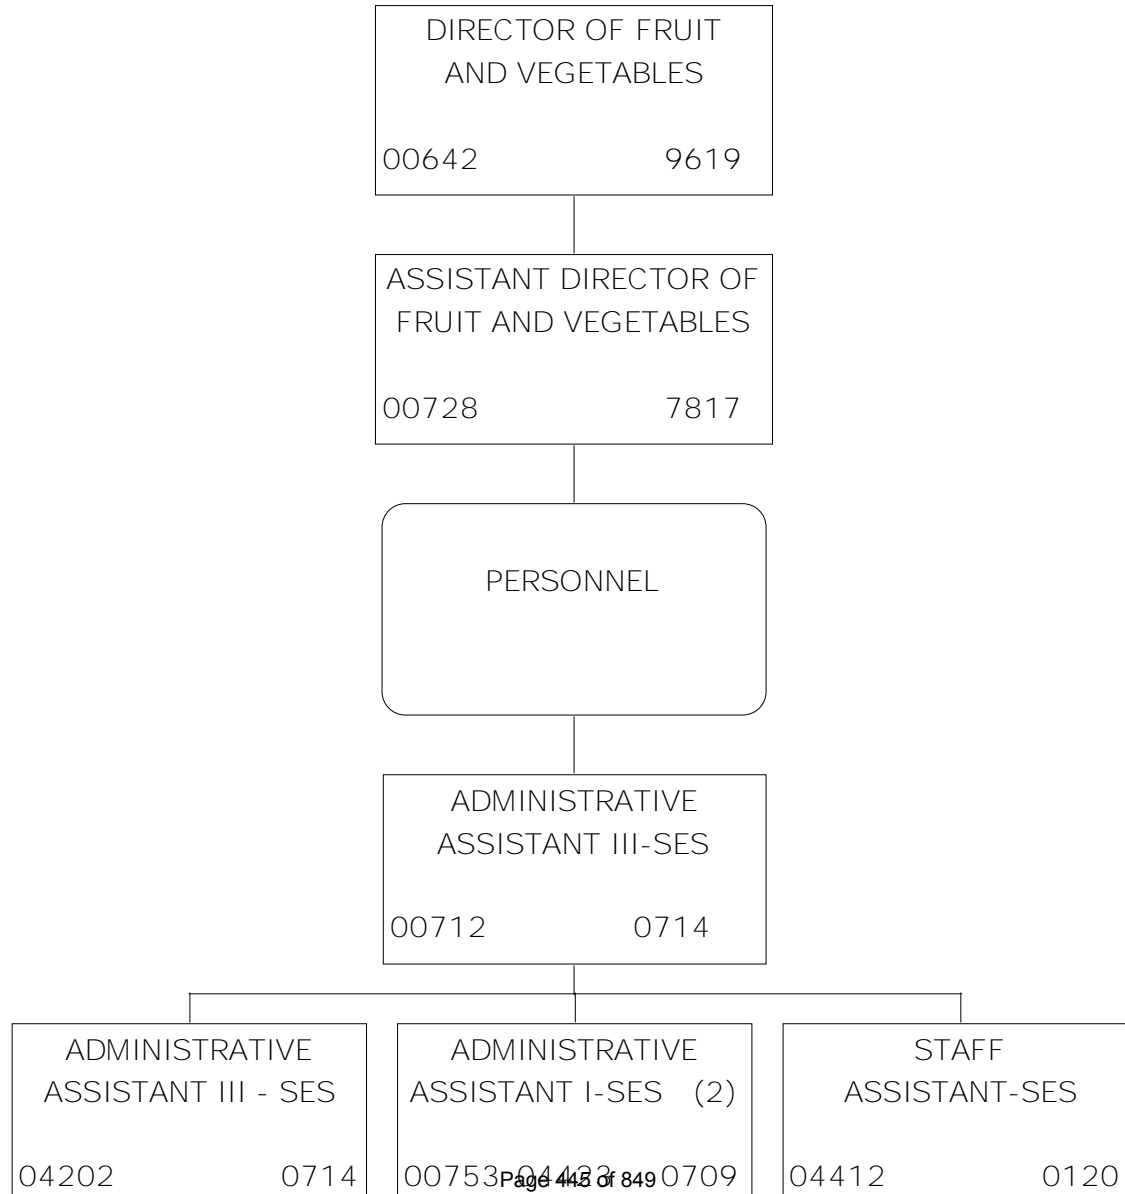 DIRECTOR OF FRUIT
AND VEGETABLES
00642 9619
ASSISTANT DIRECTOR OF
FRUIT AND VEGETABLES
00728 7817
PERSONNEL
ADMINISTRATIVE
ASSISTANT III-SES
00712 0714
ADMINISTRATIVE
ASSISTANT III - SES
04202 0714
ADMINISTRATIVE
ASSISTANT I-SES (2)
00753 0709
STAFF
ASSISTANT-SES
04412 0120
Page 445 of 849